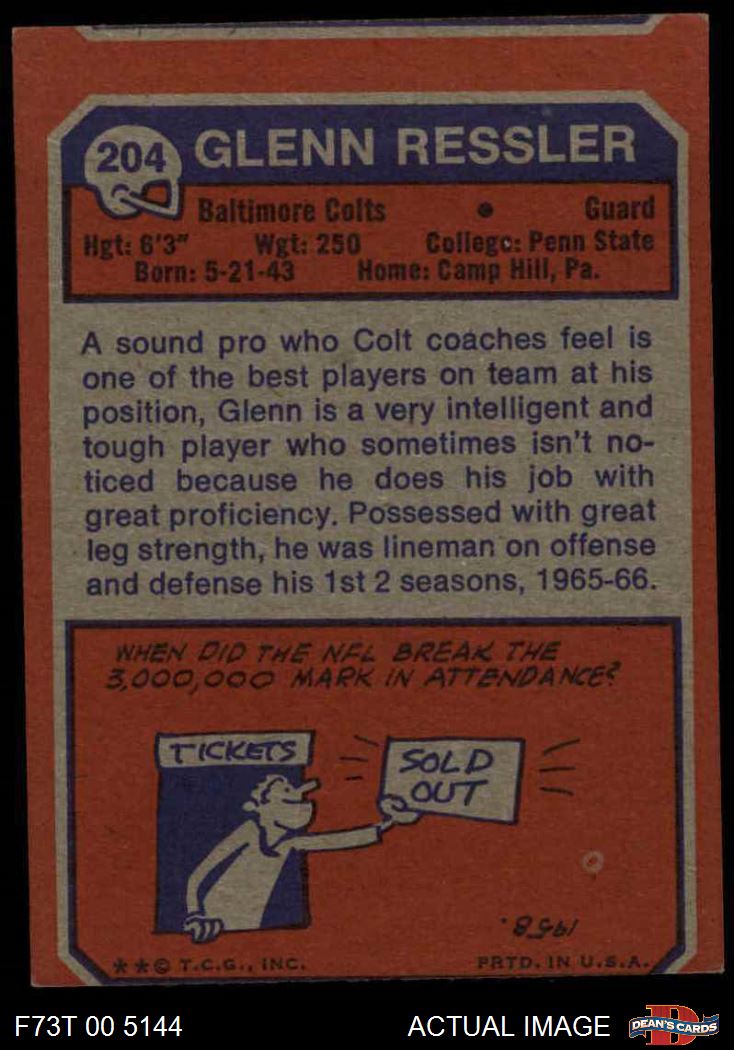 204
GLENN RESSLER
Baltimore Colts • Guard
Hgt: 6'3" Wgt: 250 College: Penn State
Born: 5-21-43 Home: Camp Hill, Pa.
A sound pro who Colt coaches feel is
one of the best players on team at his
position, Glenn is a very intelligent and
tough player who sometimes isn't no-
ticed because he does his job with
great proficiency. Possessed with great
leg strength, he was lineman on offense
and defense his 1st 2 seasons, 1965-66.
WHEN DID THE NFL BREAK THE
3,000,000 MARK IN ATTENDANCE?
TICKETS
SOLD
OUT
1958.
**© T.C.G., INC. PRTD. IN U.S.A.
F73T 00 5144 ACTUAL IMAGE
DEAN'S CARDS